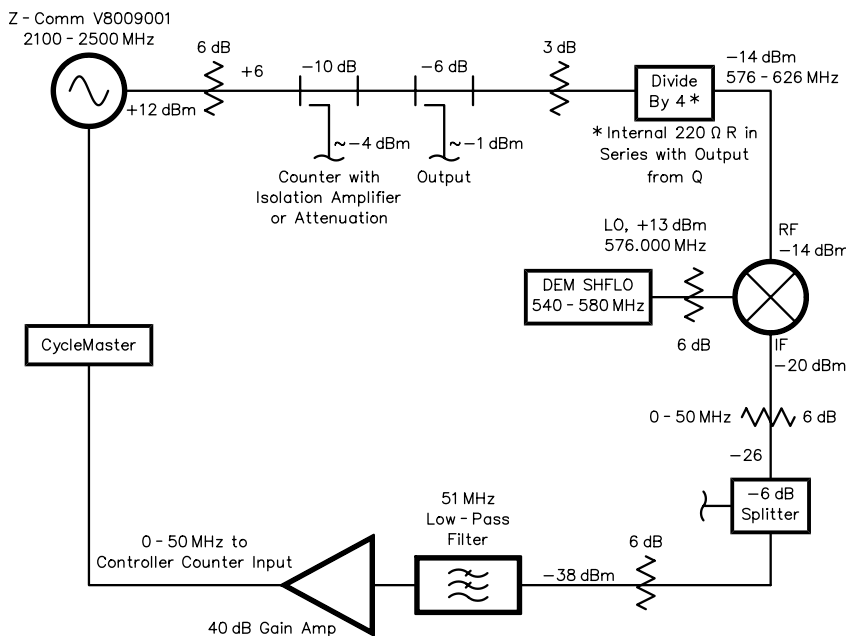 Z-Comm V8009001
2100-2500 MHz
6 dB
+6
+12 dBm
-10 dB
-6 dB
3 dB
~-4 dBm
~-1 dBm
Counter with
Isolation Amplifier
or Attenuation
Output
Divide
By 4*
-14 dBm
576-626 MHz
* Internal 220 Ω R in
Series with Output
from Q
LO, +13 dBm
576.000 MHz
RF
-14 dBm
DEM SHFLO
540-580 MHz
6 dB
IF
-20 dBm
CycleMaster
0-50 MHz
6 dB
-26
-6 dB
Splitter
51 MHz
Low-Pass
Filter
6 dB
-38 dBm
0-50 MHz to
Controller Counter Input
40 dB Gain Amp